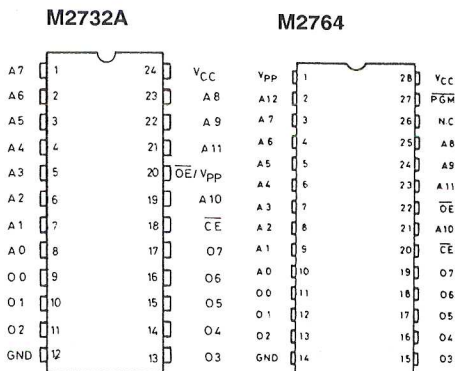 M2732A
A7 1 24 VCC
A6 2 23 A8
A5 3 22 A9
A4 4 21 A11
A3 5 20 OE/VPP
A2 6 19 A10
A1 7 18 CE
A0 8 17 O7
O0 9 16 O6
O1 10 15 O5
O2 11 14 O4
GND 12 13 O3
M2764
VPP 1 28 VCC
A12 2 27 PGM
A7 3 26 N.C
A6 4 25 A8
A5 5 24 A9
A4 6 23 A11
A3 7 22 OE
A2 8 21 A10
A1 9 20 CE
A0 10 19 O7
O0 11 18 O6
O1 12 17 O5
O2 13 16 O4
GND 14 15 O3